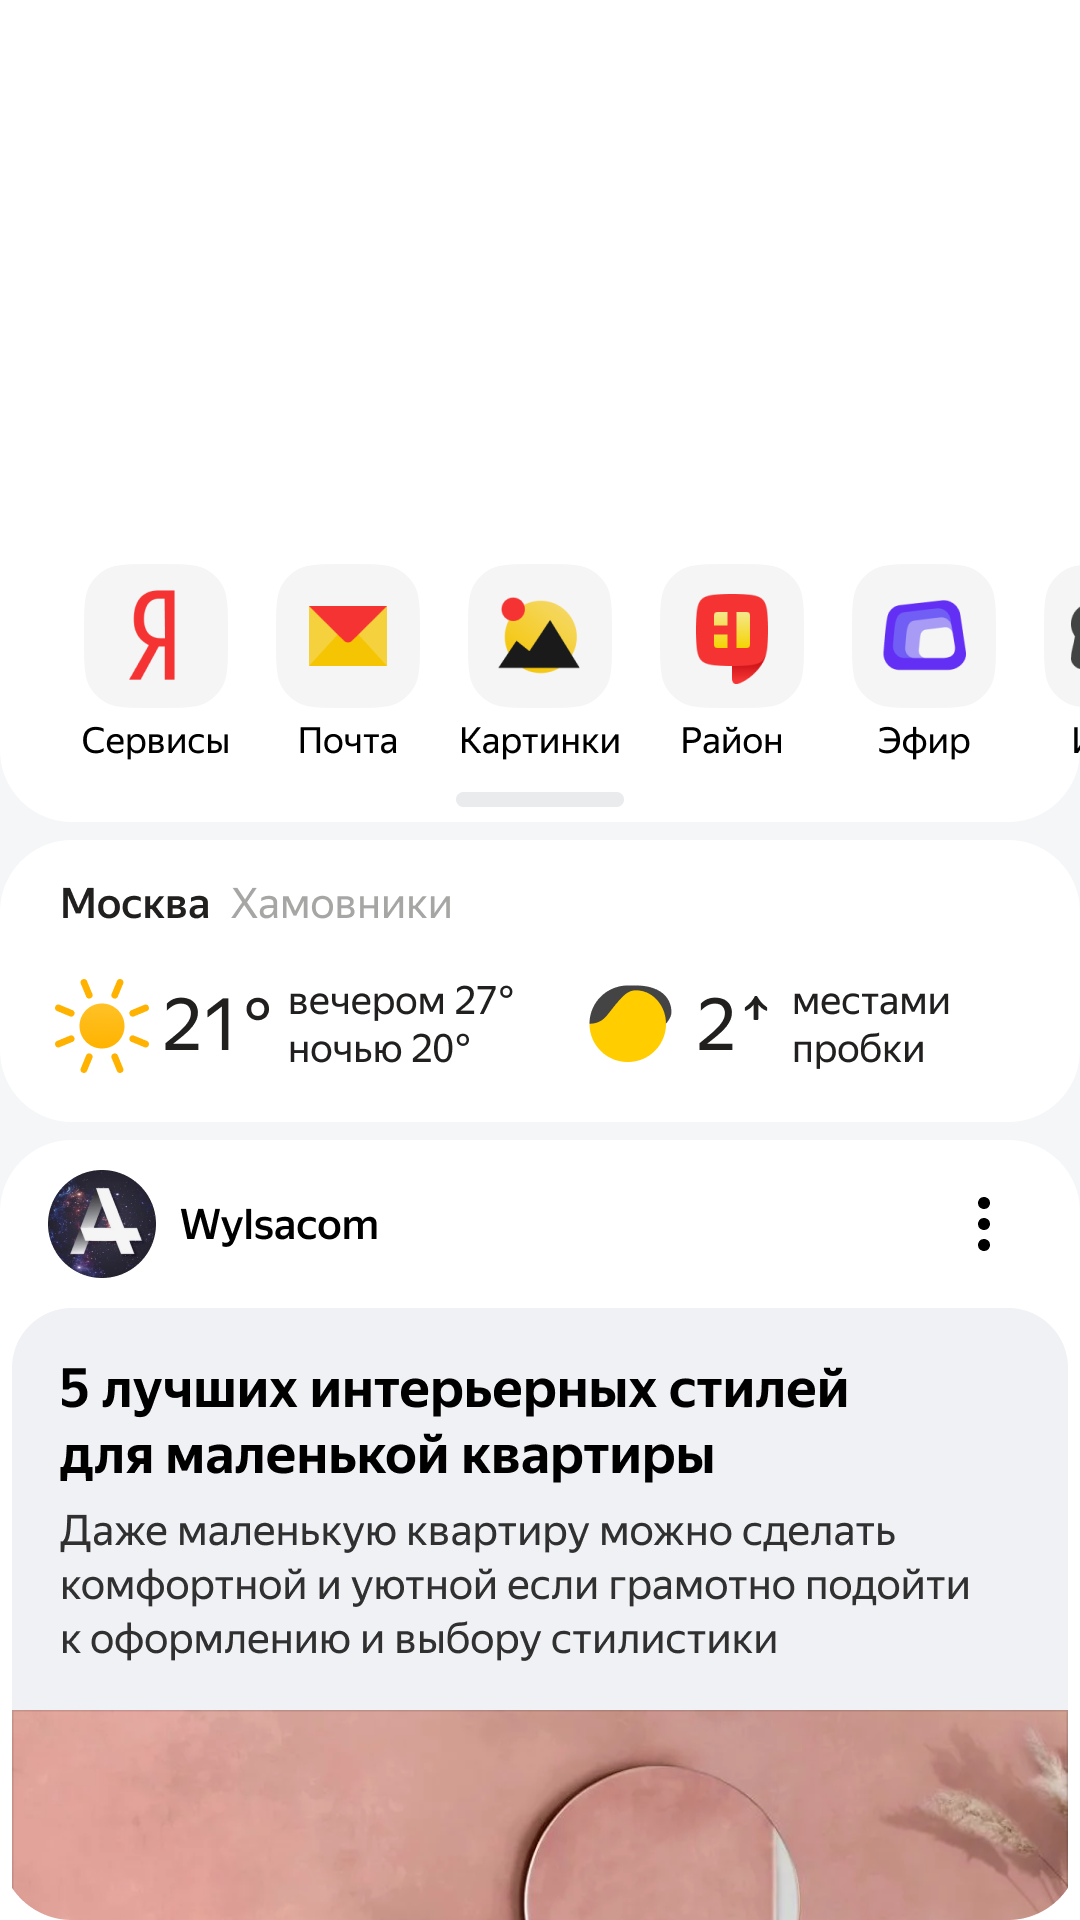 Сервисы Почта Картинки Район Эфир
Москва Хамовники
21° вечером 27°
ночью 20°
2↑ местами
пробки
Wylsacom
5 лучших интерьерных стилей
для маленькой квартиры
Даже маленькую квартиру можно сделать
комфортной и уютной если грамотно подойти
к оформлению и выбору стилистики